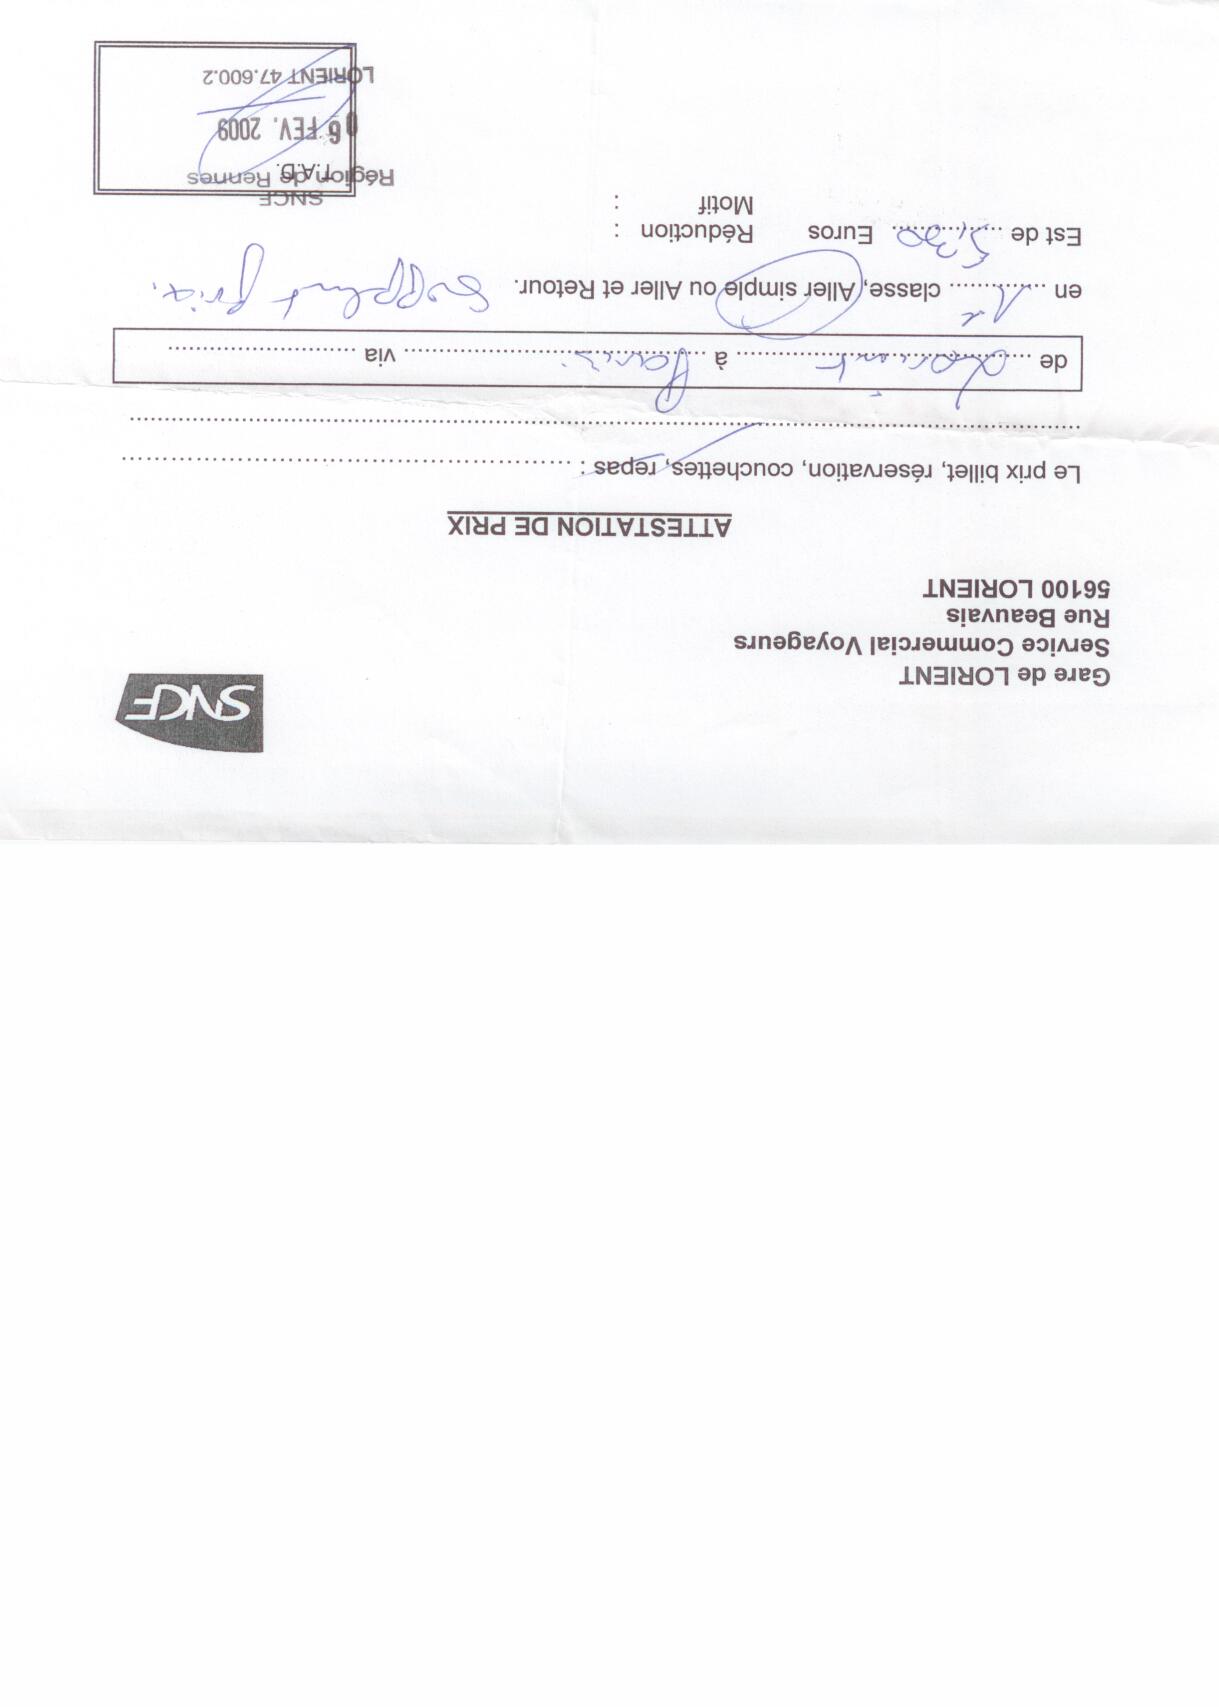 SNCF
Gare de LORIENT
Service Commercial Voyageurs
Rue Beauvais
56100 LORIENT
ATTESTATION DE PRIX
Le prix billet, réservation, couchettes, repas : ........................................
................................................................................
de ........ Lorient ........ à ........ Paris ........ via ........................
en ... 1e ... classe, Aller simple ou Aller et Retour. Supplément prix.
Est de ... 5,30 ... Euros Réduction :
Motif :
SNCF
Région de Rennes
T.A.D.
06 FEV. 2009
LORIENT 47.600.2